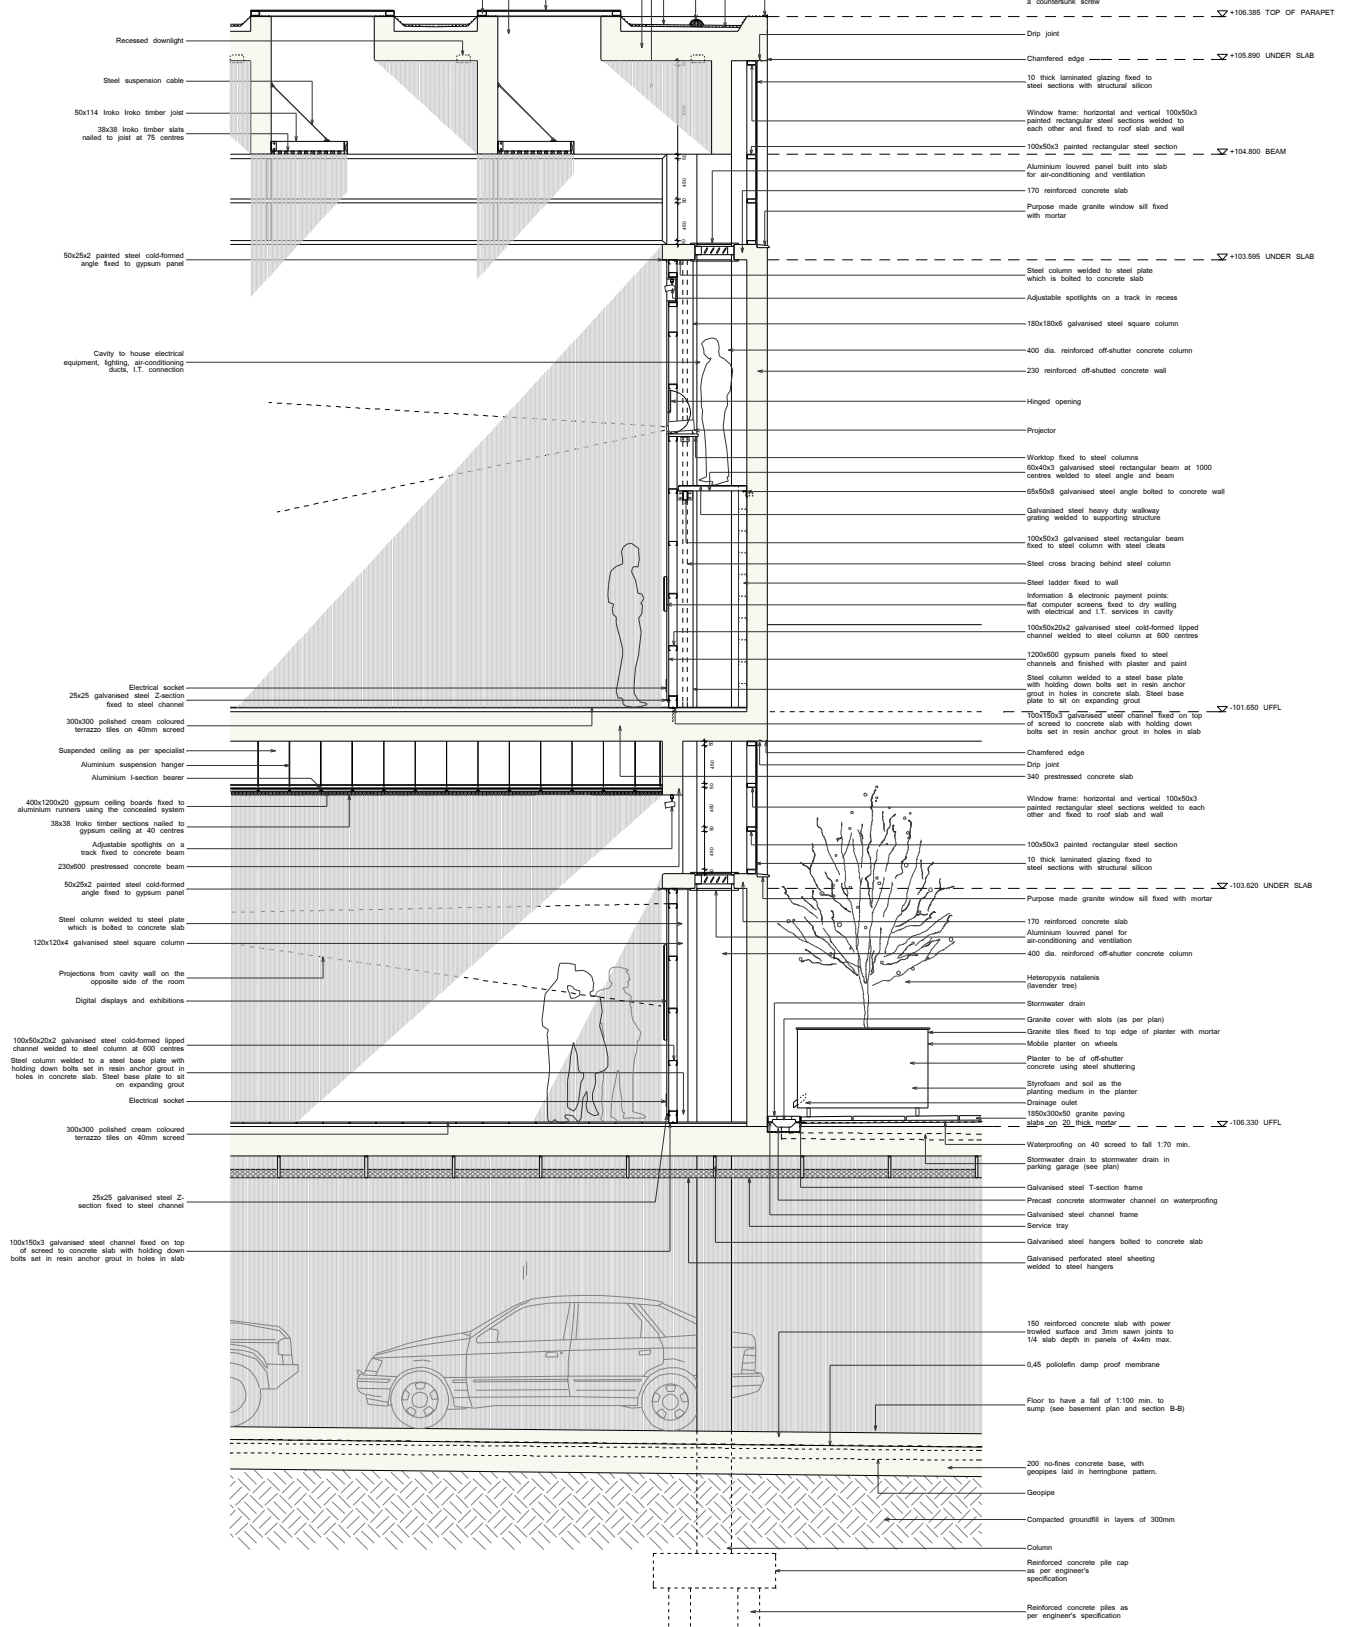 a countersunk screw
+106.385 TOP OF PARAPET
Drip joint
Chamfered edge
+105.890 UNDER SLAB
10 thick laminated glazing fixed to
steel sections with structural silicon
Window frame: horizontal and vertical 100x50x3
painted rectangular steel sections welded to
each other and fixed to roof slab and wall
100x50x3 painted rectangular steel section
+104.800 BEAM
Aluminium louvred panel built into slab
for air-conditioning and ventilation
170 reinforced concrete slab
Purpose made granite window sill fixed
with mortar
+103.595 UNDER SLAB
Steel column welded to steel plate
which is bolted to concrete slab
Adjustable spotlights on a track in recess
180x180x6 galvanised steel square column
400 dia. reinforced off-shutter concrete column
230 reinforced off-shutted concrete wall
Hinged opening
Projector
Worktop fixed to steel columns
60x40x3 galvanised steel rectangular beam at 1000
centres welded to steel angle and beam
65x50x8 galvanised steel angle bolted to concrete wall
Galvanised steel heavy duty walkway
grating welded to supporting structure
100x50x3 galvanised steel rectangular beam
fixed to steel column with steel cleats
Steel cross bracing behind steel column
Steel ladder fixed to wall
Information & electronic payment points:
flat computer screens fixed to dry walling
with electrical and I.T. services in cavity
100x50x20x2 galvanised steel cold-formed lipped
channel welded to steel column at 600 centres
1200x600 gypsum panels fixed to steel
channels and finished with plaster and paint
Steel column welded to a steel base plate
with holding down bolts set in resin anchor
grout in holes in concrete slab. Steel base
plate to sit on expanding grout
-101.650 UFFL
100x150x3 galvanised steel channel fixed on top
of screed to concrete slab with holding down
bolts set in resin anchor grout in holes in slab
Chamfered edge
Drip joint
340 prestressed concrete slab
Window frame: horizontal and vertical 100x50x3
painted rectangular steel sections welded to each
other and fixed to roof slab and wall
100x50x3 painted rectangular steel section
10 thick laminated glazing fixed to
steel sections with structural silicon
-103.620 UNDER SLAB
Purpose made granite window sill fixed with mortar
170 reinforced concrete slab
Aluminium louvred panel for
air-conditioning and ventilation
400 dia. reinforced off-shutter concrete column
Heteropyxis natalenis
(lavender tree)
Stormwater drain
Granite cover with slots (as per plan)
Granite tiles fixed to top edge of planter with mortar
Mobile planter on wheels
Planter to be of off-shutter
concrete using steel shuttering
Styrofoam and soil as the
planting medium in the planter
Drainage oulet
1850x300x50 granite paving
slabs on 20 thick mortar
-106.330 UFFL
Waterproofing on 40 screed to fall 1:70 min.
Stormwater drain to stormwater drain in
parking garage (see plan)
Galvanised steel T-section frame
Precast concrete stormwater channel on waterproofing
Galvanised steel channel frame
Service tray
Galvanised steel hangers bolted to concrete slab
Galvanised perforated steel sheeting
welded to steel hangers
150 reinforced concrete slab with power
trowled surface and 3mm sawn joints to
1/4 slab depth in panels of 4x4m max.
0,45 poliolefin damp proof membrane
Floor to have a fall of 1:100 min. to
sump (see basement plan and section B-B)
200 no-fines concrete base, with
geopipes laid in herringbone pattern.
Geopipe
Compacted groundfill in layers of 300mm
Column
Reinforced concrete pile cap
as per engineer's
specification
Reinforced concrete piles as
per engineer's specification
Recessed downlight
Steel suspension cable
50x114 Iroko Iroko timber joist
38x38 Iroko timber slats
nailed to joist at 75 centres
50x25x2 painted steel cold-formed
angle fixed to gypsum panel
Cavity to house electrical
equipment, lighting, air-conditioning
ducts, I.T. connection
Electrical socket
25x25 galvanised steel Z-section
fixed to steel channel
300x300 polished cream coloured
terrazzo tiles on 40mm screed
Suspended ceiling as per specialist
Aluminium suspension hanger
Aluminium I-section bearer
400x1200x20 gypsum ceiling boards fixed to
aluminium runners using the concealed system
38x38 Iroko timber sections nailed to
gypsum ceiling at 40 centres
Adjustable spotlights on a
track fixed to concrete beam
230x600 prestressed concrete beam
50x25x2 painted steel cold-formed
angle fixed to gypsum panel
Steel column welded to steel plate
which is bolted to concrete slab
120x120x4 galvanised steel square column
Projections from cavity wall on the
opposite side of the room
Digital displays and exhibitions
100x50x20x2 galvanised steel cold-formed lipped
channel welded to steel column at 600 centres
Steel column welded to a steel base plate with
holding down bolts set in resin anchor grout in
holes in concrete slab. Steel base plate to sit
on expanding grout
Electrical socket
300x300 polished cream coloured
terrazzo tiles on 40mm screed
25x25 galvanised steel Z-
section fixed to steel channel
100x150x3 galvanised steel channel fixed on top
of screed to concrete slab with holding down
bolts set in resin anchor grout in holes in slab